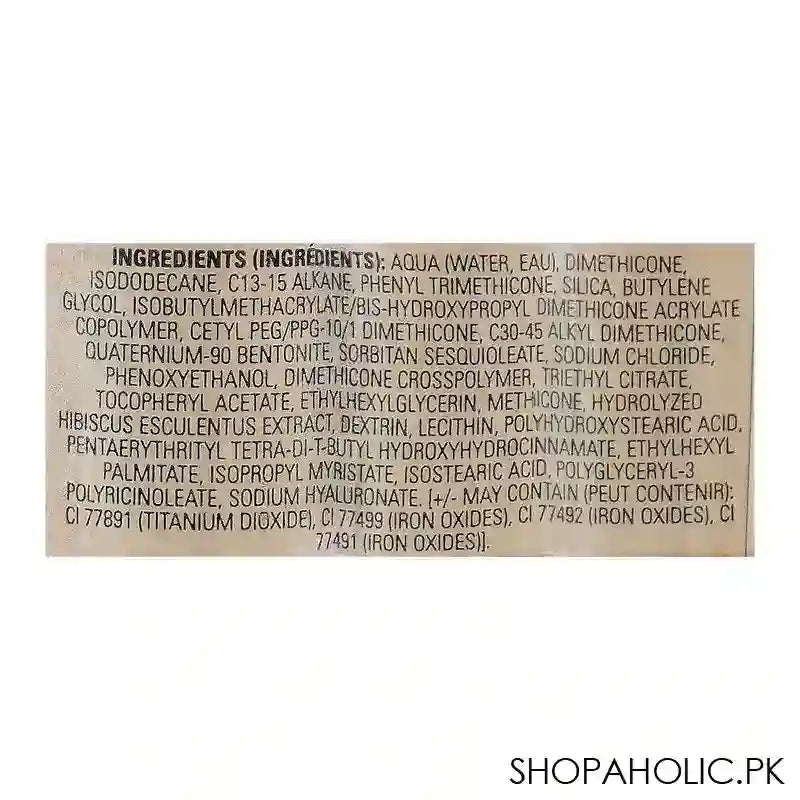 INGREDIENTS (INGRÉDIENTS): AQUA (WATER, EAU), DIMETHICONE,
ISODODECANE, C13-15 ALKANE, PHENYL TRIMETHICONE, SILICA, BUTYLENE
GLYCOL, ISOBUTYLMETHACRYLATE/BIS-HYDROXYPROPYL DIMETHICONE ACRYLATE
COPOLYMER, CETYL PEG/PPG-10/1 DIMETHICONE, C30-45 ALKYL DIMETHICONE,
QUATERNIUM-90 BENTONITE, SORBITAN SESQUIOLEATE, SODIUM CHLORIDE,
PHENOXYETHANOL, DIMETHICONE CROSSPOLYMER, TRIETHYL CITRATE,
TOCOPHERYL ACETATE, ETHYLHEXYLGLYCERIN, METHICONE, HYDROLYZED
HIBISCUS ESCULENTUS EXTRACT, DEXTRIN, LECITHIN, POLYHYDROXYSTEARIC ACID,
PENTAERYTHRITYL TETRA-DI-T-BUTYL HYDROXYHYDROCINNAMATE, ETHYLHEXYL
PALMITATE, ISOPROPYL MYRISTATE, ISOSTEARIC ACID, POLYGLYCERYL-3
POLYRICINOLEATE, SODIUM HYALURONATE. [+/- MAY CONTAIN (PEUT CONTENIR):
CI 77891 (TITANIUM DIOXIDE), CI 77499 (IRON OXIDES), CI 77492 (IRON OXIDES), CI
77491 (IRON OXIDES)].
SHOPAHOLIC.PK